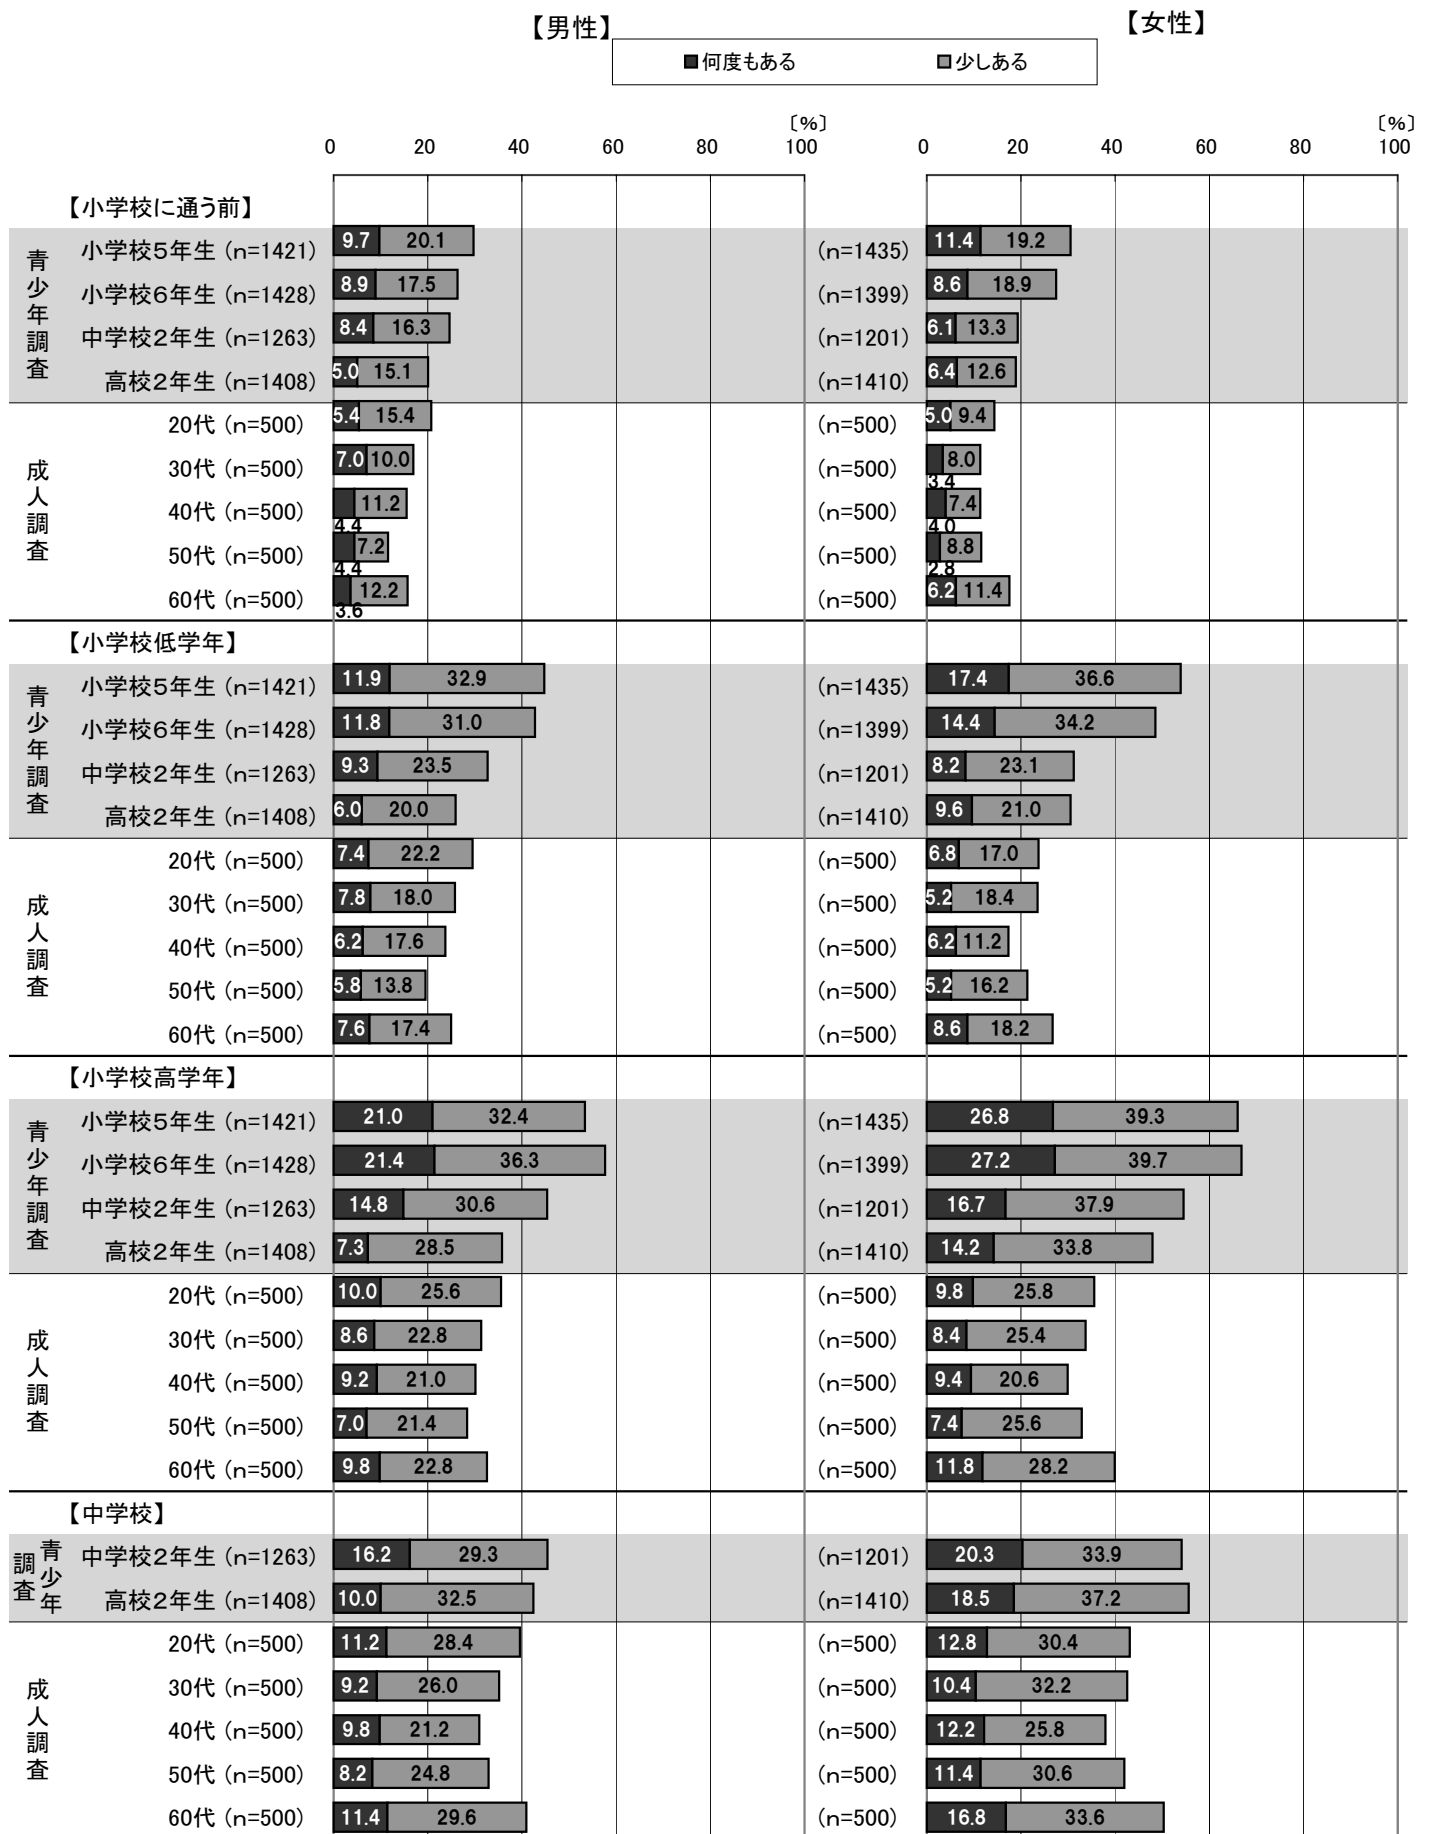 【男性】 【女性】
■何度もある ■少しある
〔%〕 〔%〕
0 20 40 60 80 100 0 20 40 60 80 100
【小学校に通う前】
青少年調査
小学校5年生 (n=1421) 9.7 20.1 (n=1435) 11.4 19.2
小学校6年生 (n=1428) 8.9 17.5 (n=1399) 8.6 18.9
中学校2年生 (n=1263) 8.4 16.3 (n=1201) 6.1 13.3
高校2年生 (n=1408) 5.0 15.1 (n=1410) 6.4 12.6
成人調査
20代 (n=500) 5.4 15.4 (n=500) 5.0 9.4
30代 (n=500) 7.0 10.0 (n=500) 3.4 8.0
40代 (n=500) 4.4 11.2 (n=500) 4.0 7.4
50代 (n=500) 4.4 7.2 (n=500) 2.8 8.8
60代 (n=500) 3.6 12.2 (n=500) 6.2 11.4
【小学校低学年】
青少年調査
小学校5年生 (n=1421) 11.9 32.9 (n=1435) 17.4 36.6
小学校6年生 (n=1428) 11.8 31.0 (n=1399) 14.4 34.2
中学校2年生 (n=1263) 9.3 23.5 (n=1201) 8.2 23.1
高校2年生 (n=1408) 6.0 20.0 (n=1410) 9.6 21.0
成人調査
20代 (n=500) 7.4 22.2 (n=500) 6.8 17.0
30代 (n=500) 7.8 18.0 (n=500) 5.2 18.4
40代 (n=500) 6.2 17.6 (n=500) 6.2 11.2
50代 (n=500) 5.8 13.8 (n=500) 5.2 16.2
60代 (n=500) 7.6 17.4 (n=500) 8.6 18.2
【小学校高学年】
青少年調査
小学校5年生 (n=1421) 21.0 32.4 (n=1435) 26.8 39.3
小学校6年生 (n=1428) 21.4 36.3 (n=1399) 27.2 39.7
中学校2年生 (n=1263) 14.8 30.6 (n=1201) 16.7 37.9
高校2年生 (n=1408) 7.3 28.5 (n=1410) 14.2 33.8
成人調査
20代 (n=500) 10.0 25.6 (n=500) 9.8 25.8
30代 (n=500) 8.6 22.8 (n=500) 8.4 25.4
40代 (n=500) 9.2 21.0 (n=500) 9.4 20.6
50代 (n=500) 7.0 21.4 (n=500) 7.4 25.6
60代 (n=500) 9.8 22.8 (n=500) 11.8 28.2
【中学校】
青少年調査
中学校2年生 (n=1263) 16.2 29.3 (n=1201) 20.3 33.9
高校2年生 (n=1408) 10.0 32.5 (n=1410) 18.5 37.2
成人調査
20代 (n=500) 11.2 28.4 (n=500) 12.8 30.4
30代 (n=500) 9.2 26.0 (n=500) 10.4 32.2
40代 (n=500) 9.8 21.2 (n=500) 12.2 25.8
50代 (n=500) 8.2 24.8 (n=500) 11.4 30.6
60代 (n=500) 11.4 29.6 (n=500) 16.8 33.6